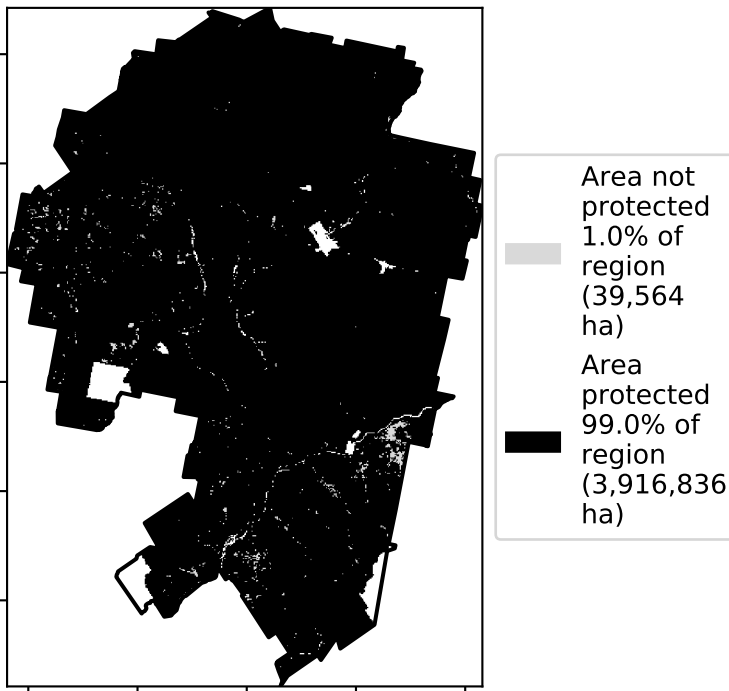 Area not
protected
1.0% of
region
(39,564
ha)
Area
protected
99.0% of
region
(3,916,836
ha)